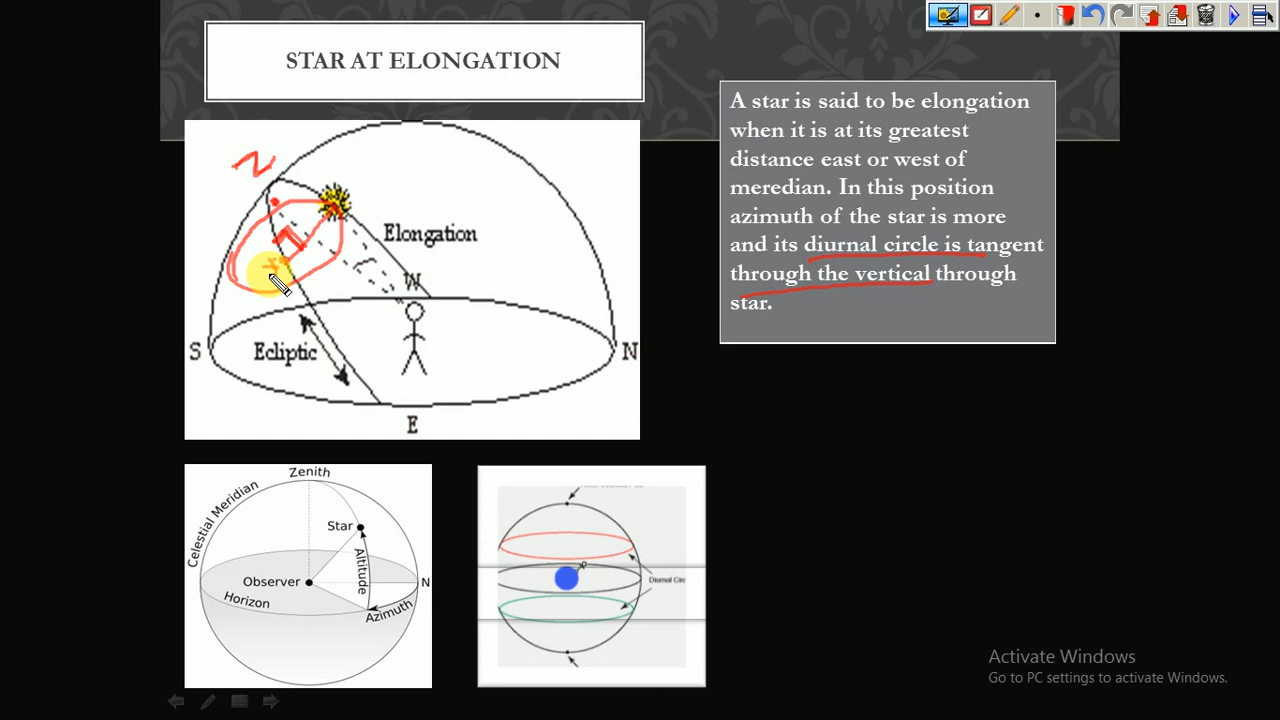 STAR AT ELONGATION
A star is said to be elongation
when it is at its greatest
distance east or west of
meredian. In this position
azimuth of the star is more
and its diurnal circle is tangent
through the vertical through
star.
Z
Elongation
W
S
Ecliptic
N
E
Zenith
Celestial Meridian
Star
Altitude
Observer
N
Horizon
Azimuth
Diurnal Circ
Activate Windows
Go to PC settings to activate Windows.